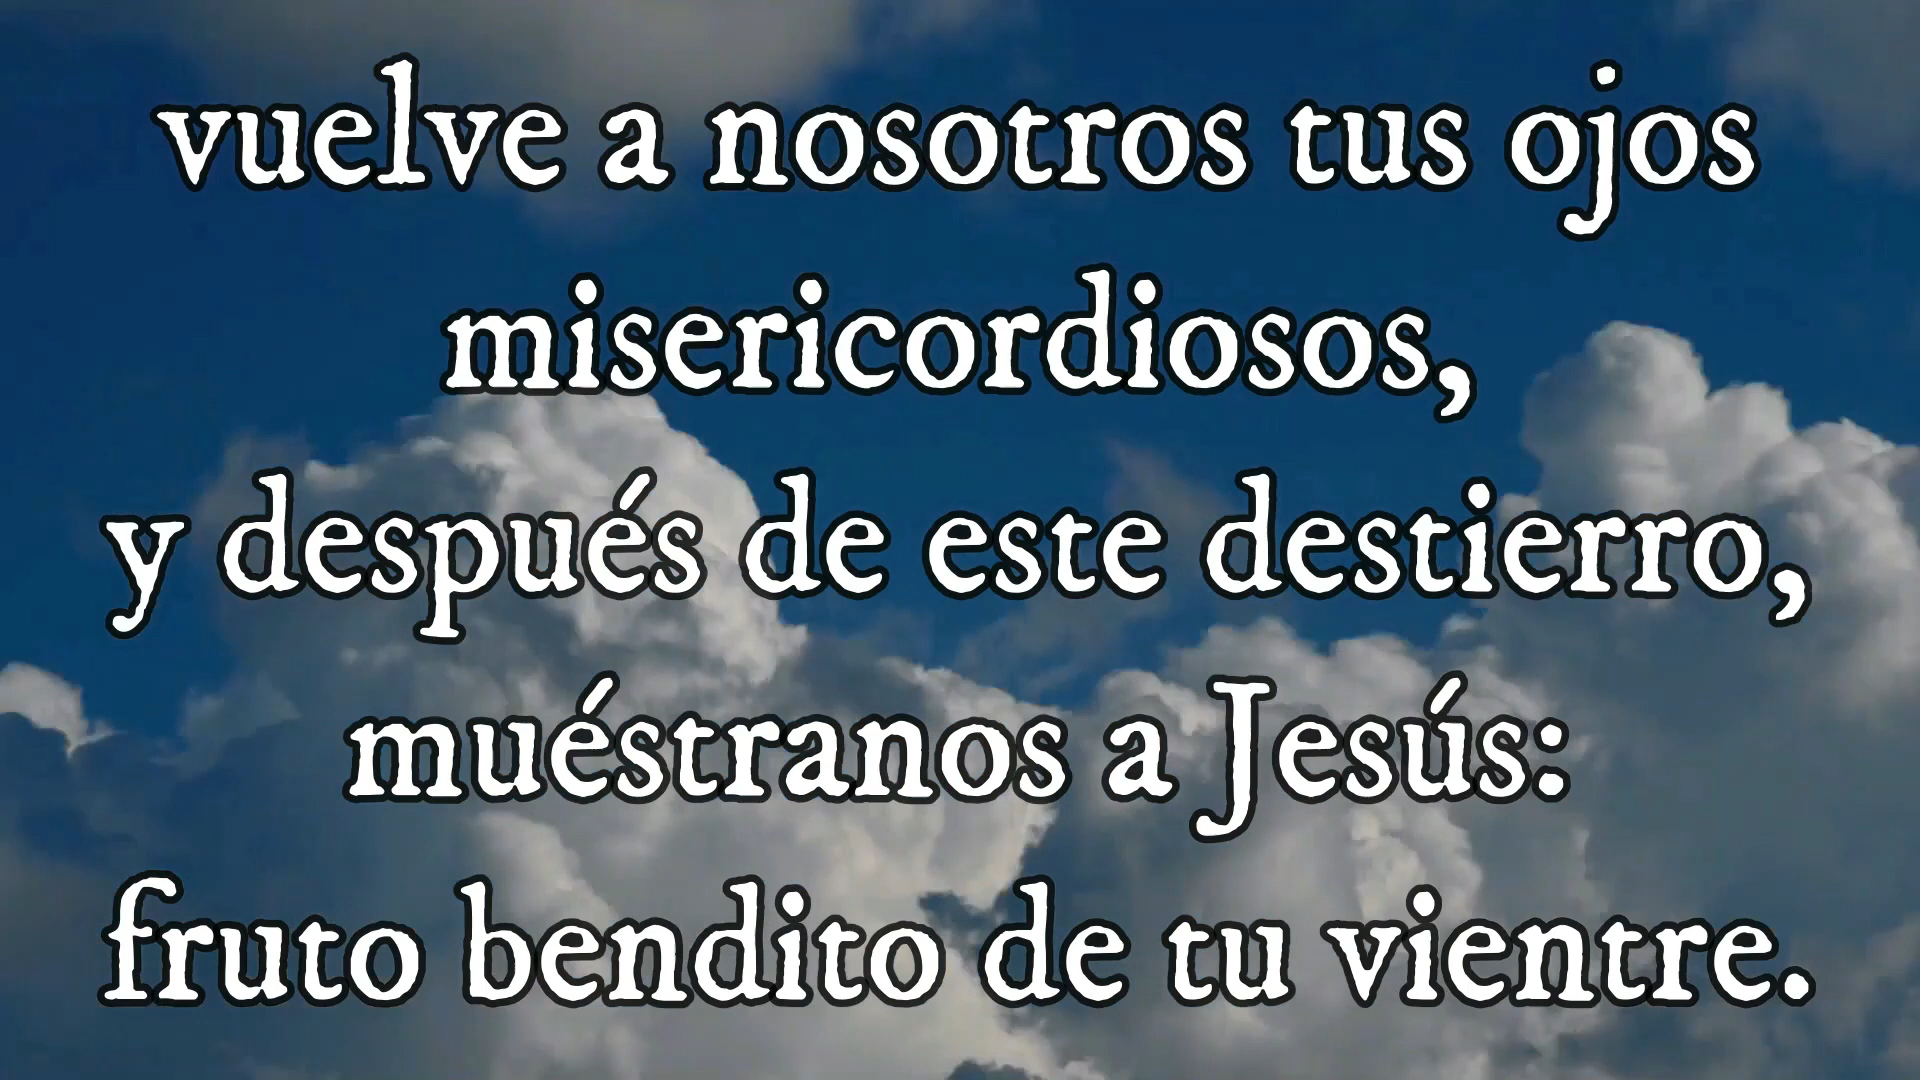 vuelve a nosotros tus ojos
misericordiosos,
y después de este destierro,
muéstranos a Jesús:
fruto bendito de tu vientre.